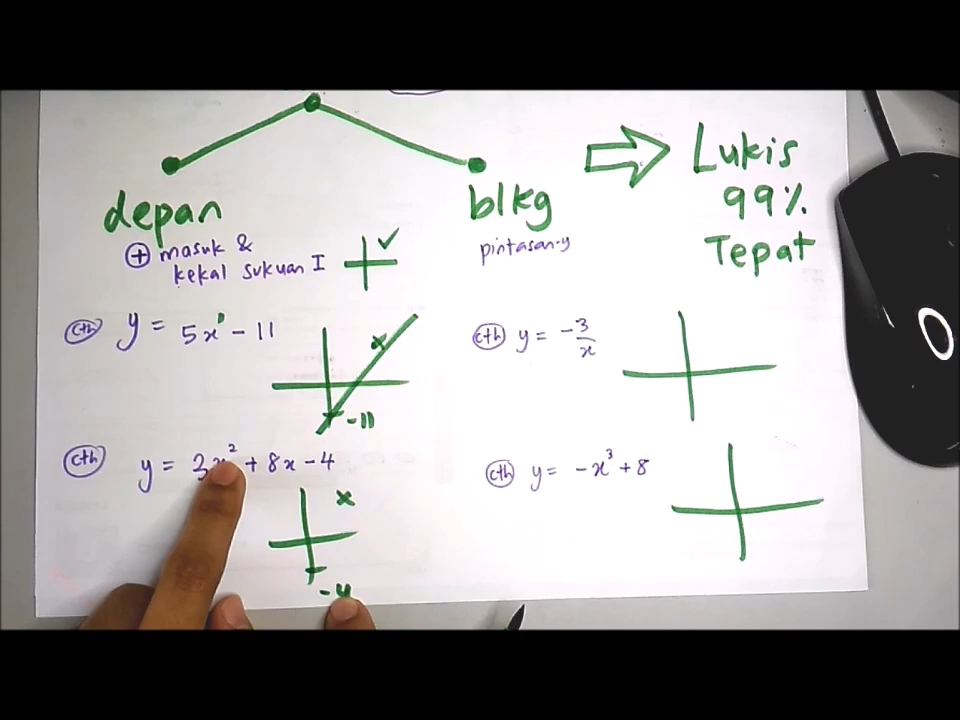 depan
⊕ masuk &
kekal sukuan I
blkg
pintasan-y
Lukis
99%
Tepat
cth y = 5x' - 11
-11
cth y = -3/x
cth y = 3x² + 8x - 4
x
-4
cth y = -x³ + 8